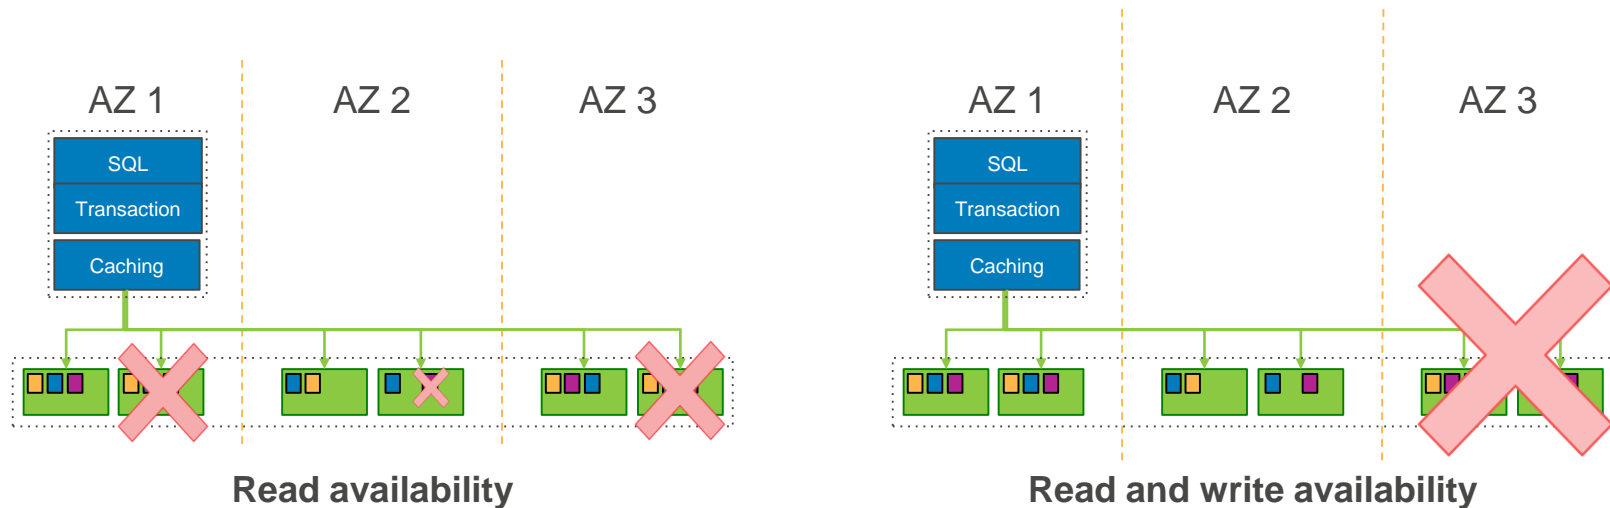 AZ 1
AZ 2
AZ 3
SQL
Transaction
Caching
Read availability
AZ 1
AZ 2
AZ 3
SQL
Transaction
Caching
Read and write availability